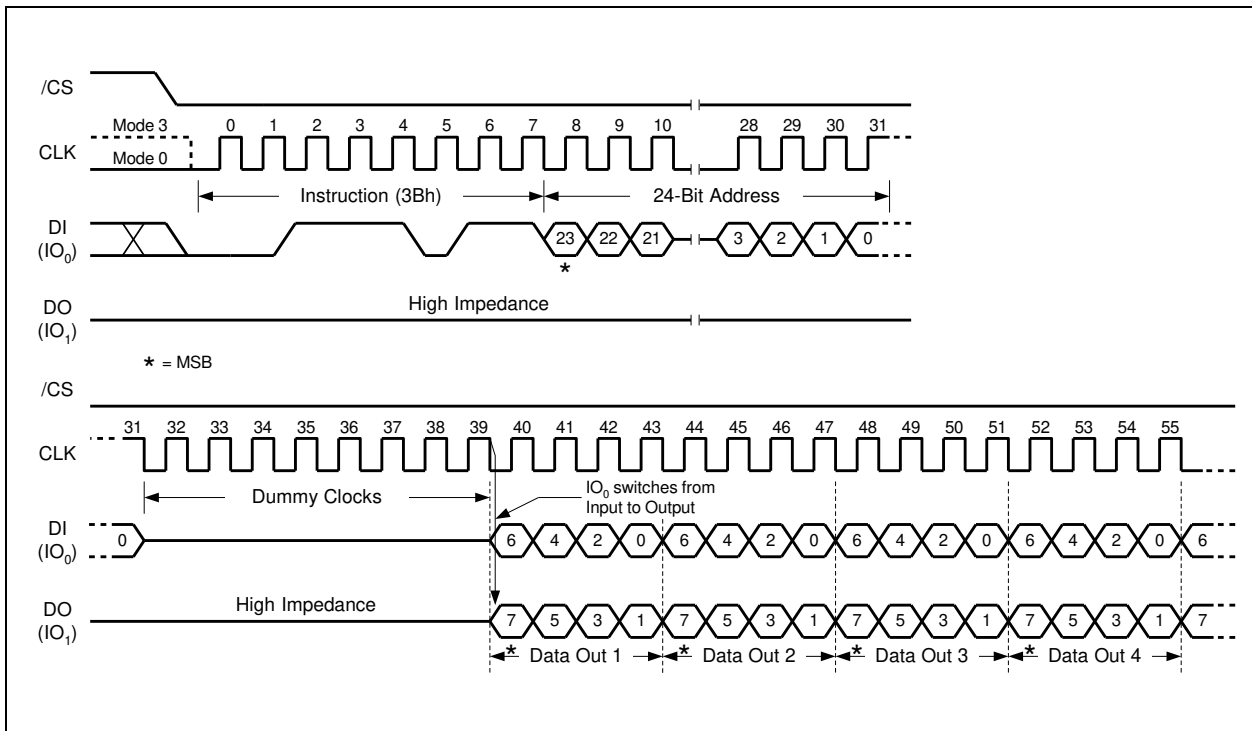 /CS
Mode 3
0 1 2 3 4 5 6 7 8 9 10 28 29 30 31
CLK
Mode 0
Instruction (3Bh) 24-Bit Address
DI
(IO0)
23 22 21 3 2 1 0
*
DO
(IO1)
High Impedance
* = MSB
/CS
31 32 33 34 35 36 37 38 39 40 41 42 43 44 45 46 47 48 49 50 51 52 53 54 55
CLK
Dummy Clocks
IO0 switches from
Input to Output
DI
(IO0)
0 6 4 2 0 6 4 2 0 6 4 2 0 6 4 2 0 6
DO
(IO1)
High Impedance
7 5 3 1 7 5 3 1 7 5 3 1 7 5 3 1 7
* Data Out 1 * Data Out 2 * Data Out 3 * Data Out 4